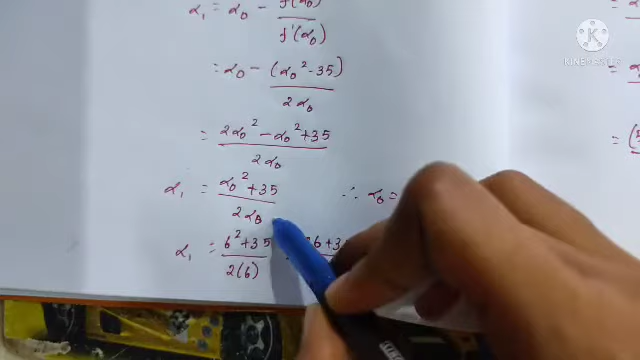 α₁ = α₀ - f(α₀) / f'(α₀)
= α₀ - (α₀² - 35) / 2α₀
= 2α₀² - α₀² + 35 / 2α₀
α₁ = α₀² + 35 / 2α₀ ∴ α₀ =
α₁ = 6² + 35 / 2(6)
KINEMASTER